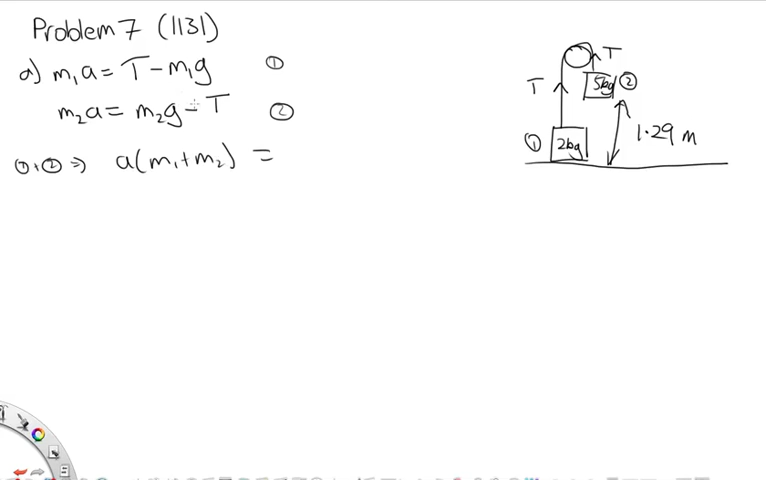 Problem 7 (1131)
a) m₁a = T - m₁g ①
m₂a = m₂g - T ②
①+② ⇒ a(m₁+m₂) =
T
T
5kg ②
1.29 m
① 2kg